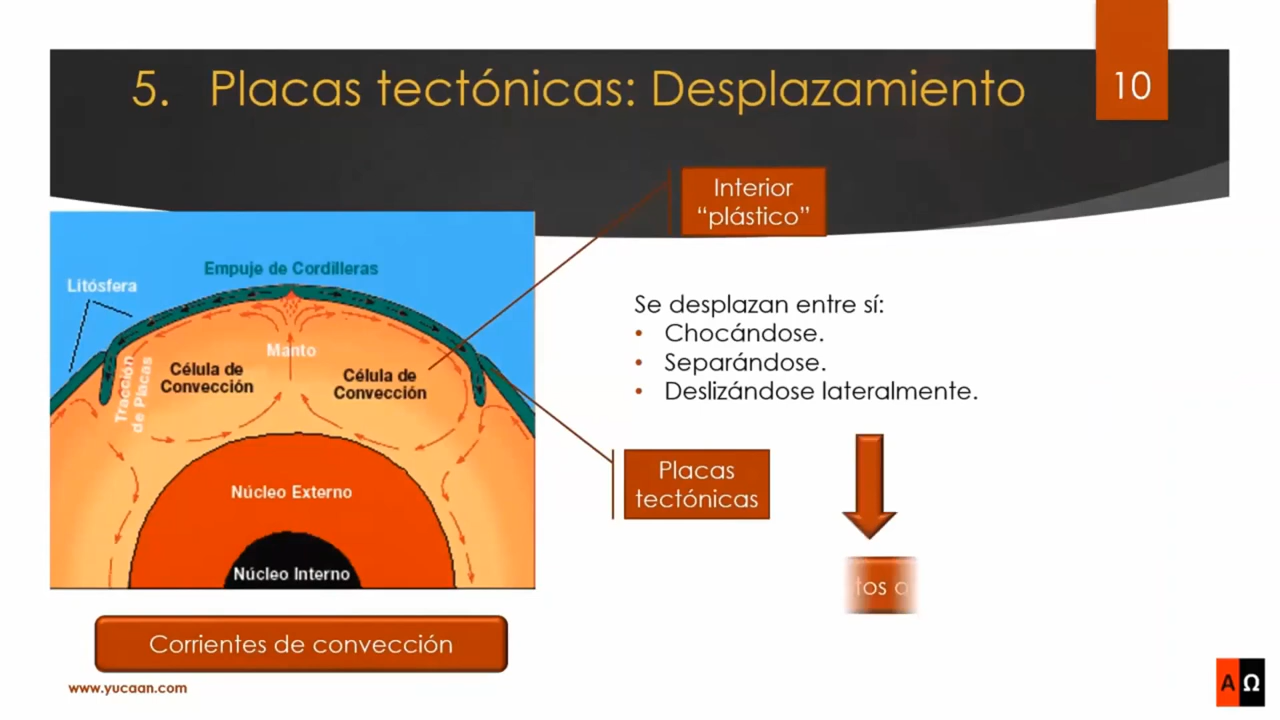 5. Placas tectónicas: Desplazamiento
10
Interior
“plástico”
Empuje de Cordilleras
Litósfera
Manto
Célula de
Convección
Célula de
Convección
Tracción
de Placas
Núcleo Externo
Núcleo Interno
Se desplazan entre sí:
• Chocándose.
• Separándose.
• Deslizándose lateralmente.
Placas
tectónicas
Corrientes de convección
www.yucaan.com
ΑΩ